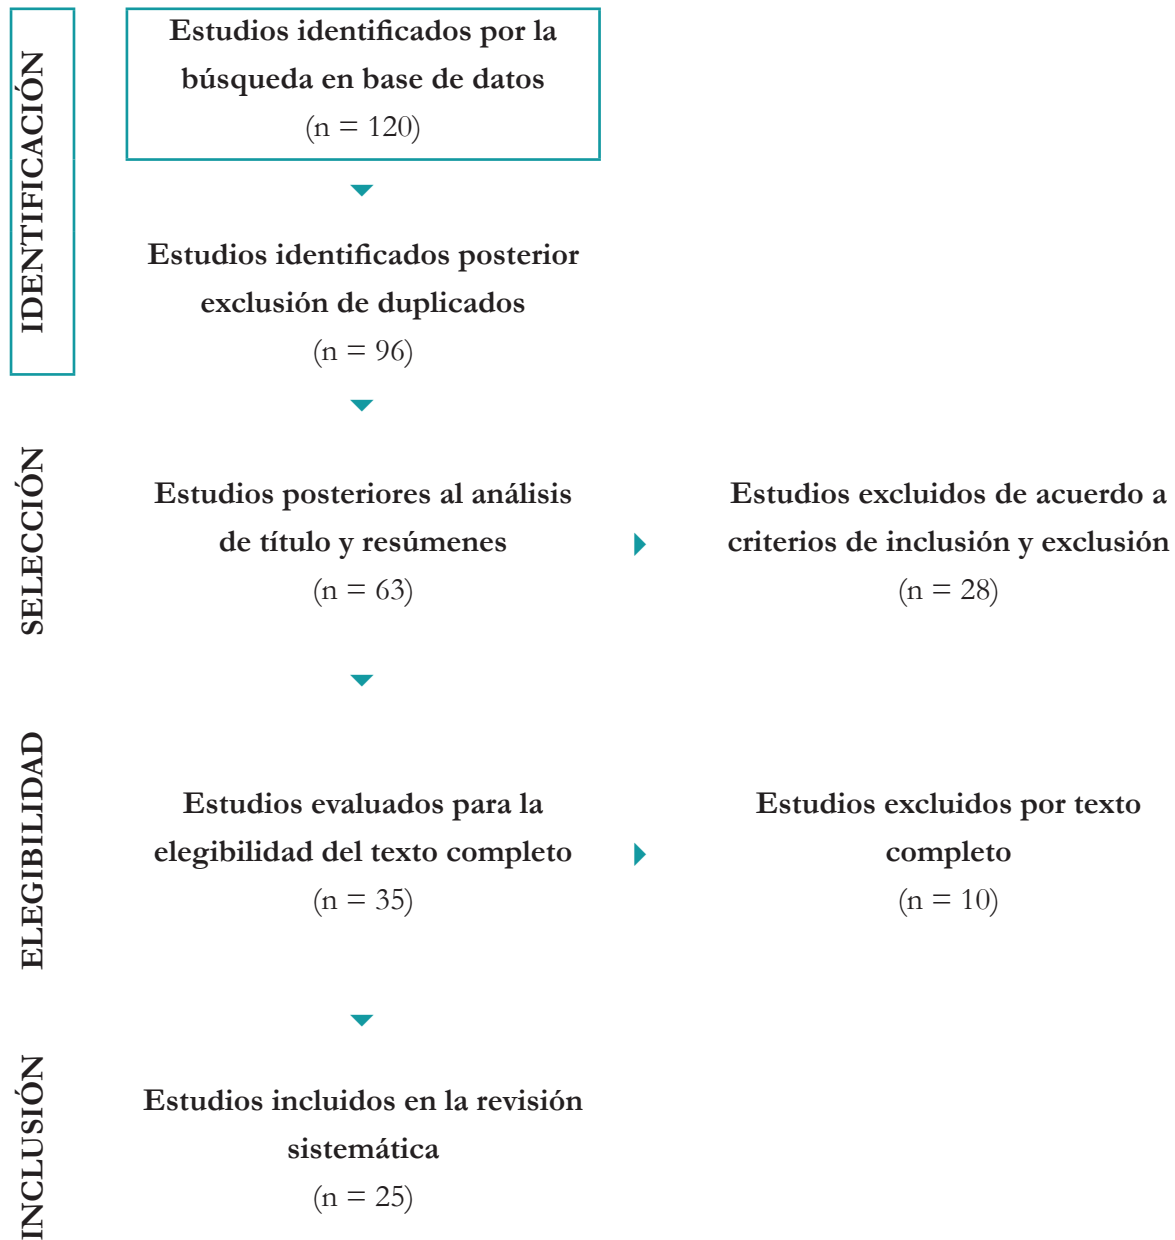 IDENTIFICACIÓN
Estudios identificados por la
búsqueda en base de datos
(n = 120)
Estudios identificados posterior
exclusión de duplicados
(n = 96)
SELECCIÓN
Estudios posteriores al análisis
de título y resúmenes
(n = 63)
Estudios excluidos de acuerdo a
criterios de inclusión y exclusión
(n = 28)
ELEGIBILIDAD
Estudios evaluados para la
elegibilidad del texto completo
(n = 35)
Estudios excluidos por texto
completo
(n = 10)
INCLUSIÓN
Estudios incluidos en la revisión
sistemática
(n = 25)